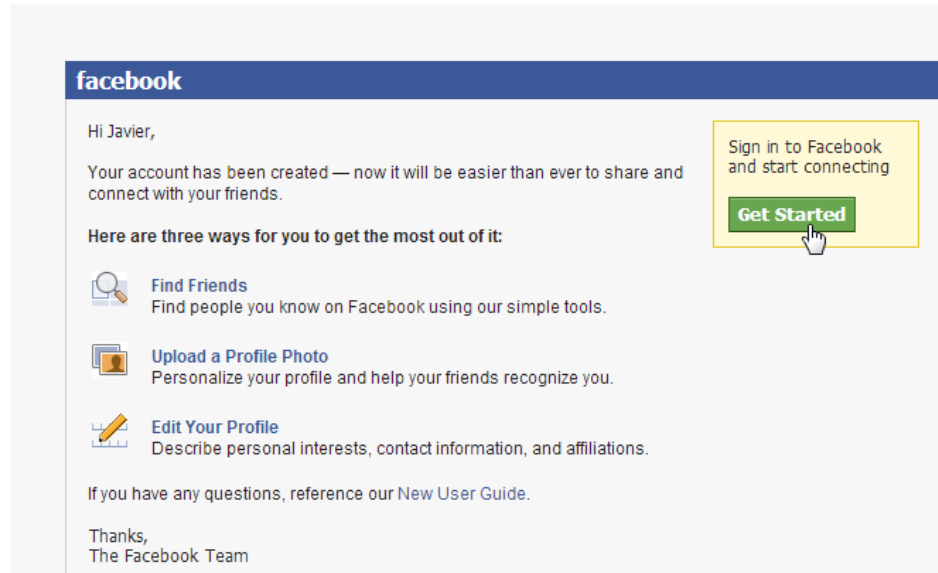 facebook
Hi Javier,
Your account has been created — now it will be easier than ever to share and
connect with your friends.
Here are three ways for you to get the most out of it:
Find Friends
Find people you know on Facebook using our simple tools.
Upload a Profile Photo
Personalize your profile and help your friends recognize you.
Edit Your Profile
Describe personal interests, contact information, and affiliations.
If you have any questions, reference our New User Guide.
Thanks,
The Facebook Team
Sign in to Facebook
and start connecting
Get Started